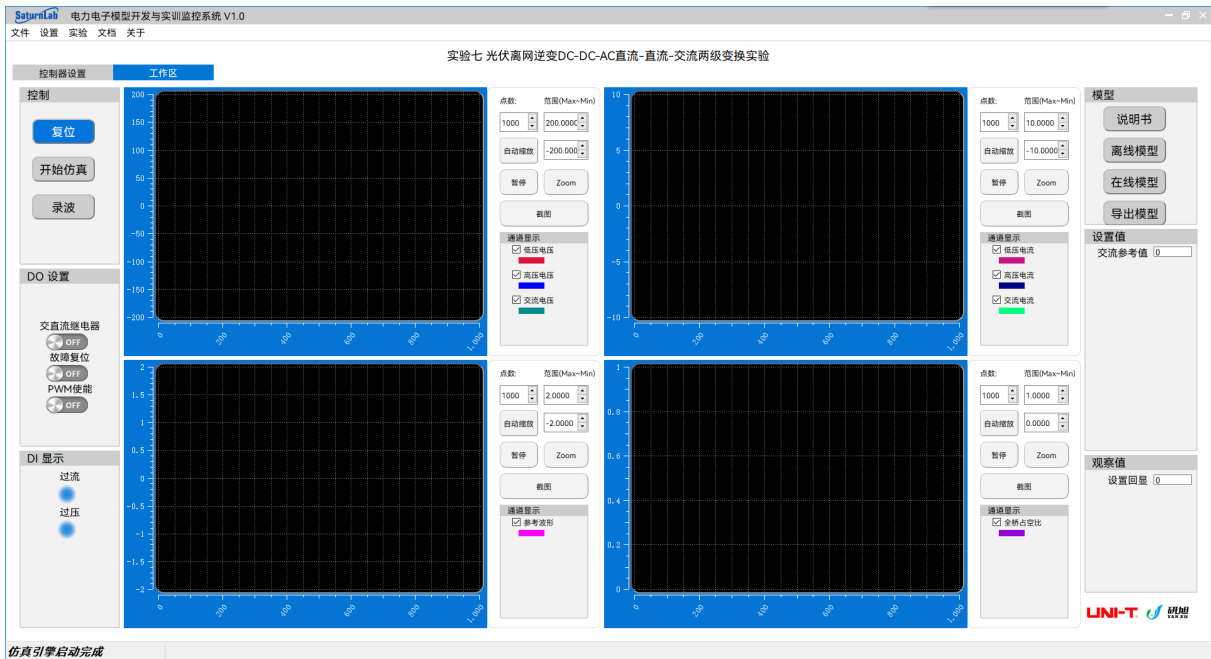 SaturnLab 电力电子模型开发与实训监控系统 V1.0
文件 设置 实验 文档 关于
实验七 光伏离网逆变DC-DC-AC直流-直流-交流两级变换实验
控制器设置 工作区
控制
复位
开始仿真
录波
DO 设置
交直流继电器
OFF
故障复位
OFF
PWM使能
OFF
DI 显示
过流
过压
200
150
100
50
0
-50
-100
-150
-200
0 200 400 600 800 1,000
点数: 范围(Max~Min)
1000 200.0000
自动缩放 -200.000
暂停 Zoom
截图
通道显示
低压电压
高压电压
交流电压
10
5
0
-5
-10
0 200 400 600 800 1,000
点数: 范围(Max~Min)
1000 10.0000
自动缩放 -10.0000
暂停 Zoom
截图
通道显示
低压电流
高压电流
交流电流
2
1.5
1
0.5
0
-0.5
-1
-1.5
-2
0 200 400 600 800 1,000
点数: 范围(Max~Min)
1000 2.0000
自动缩放 -2.0000
暂停 Zoom
截图
通道显示
参考波形
1
0.8
0.6
0.4
0.2
0
0 200 400 600 800 1,000
点数: 范围(Max~Min)
1000 1.0000
自动缩放 0.0000
暂停 Zoom
截图
通道显示
全桥占空比
模型
说明书
离线模型
在线模型
导出模型
设置值
交流参考值 0
观察值
设置回显 0
UNI-T 研旭
YAN XU
仿真引擎启动完成